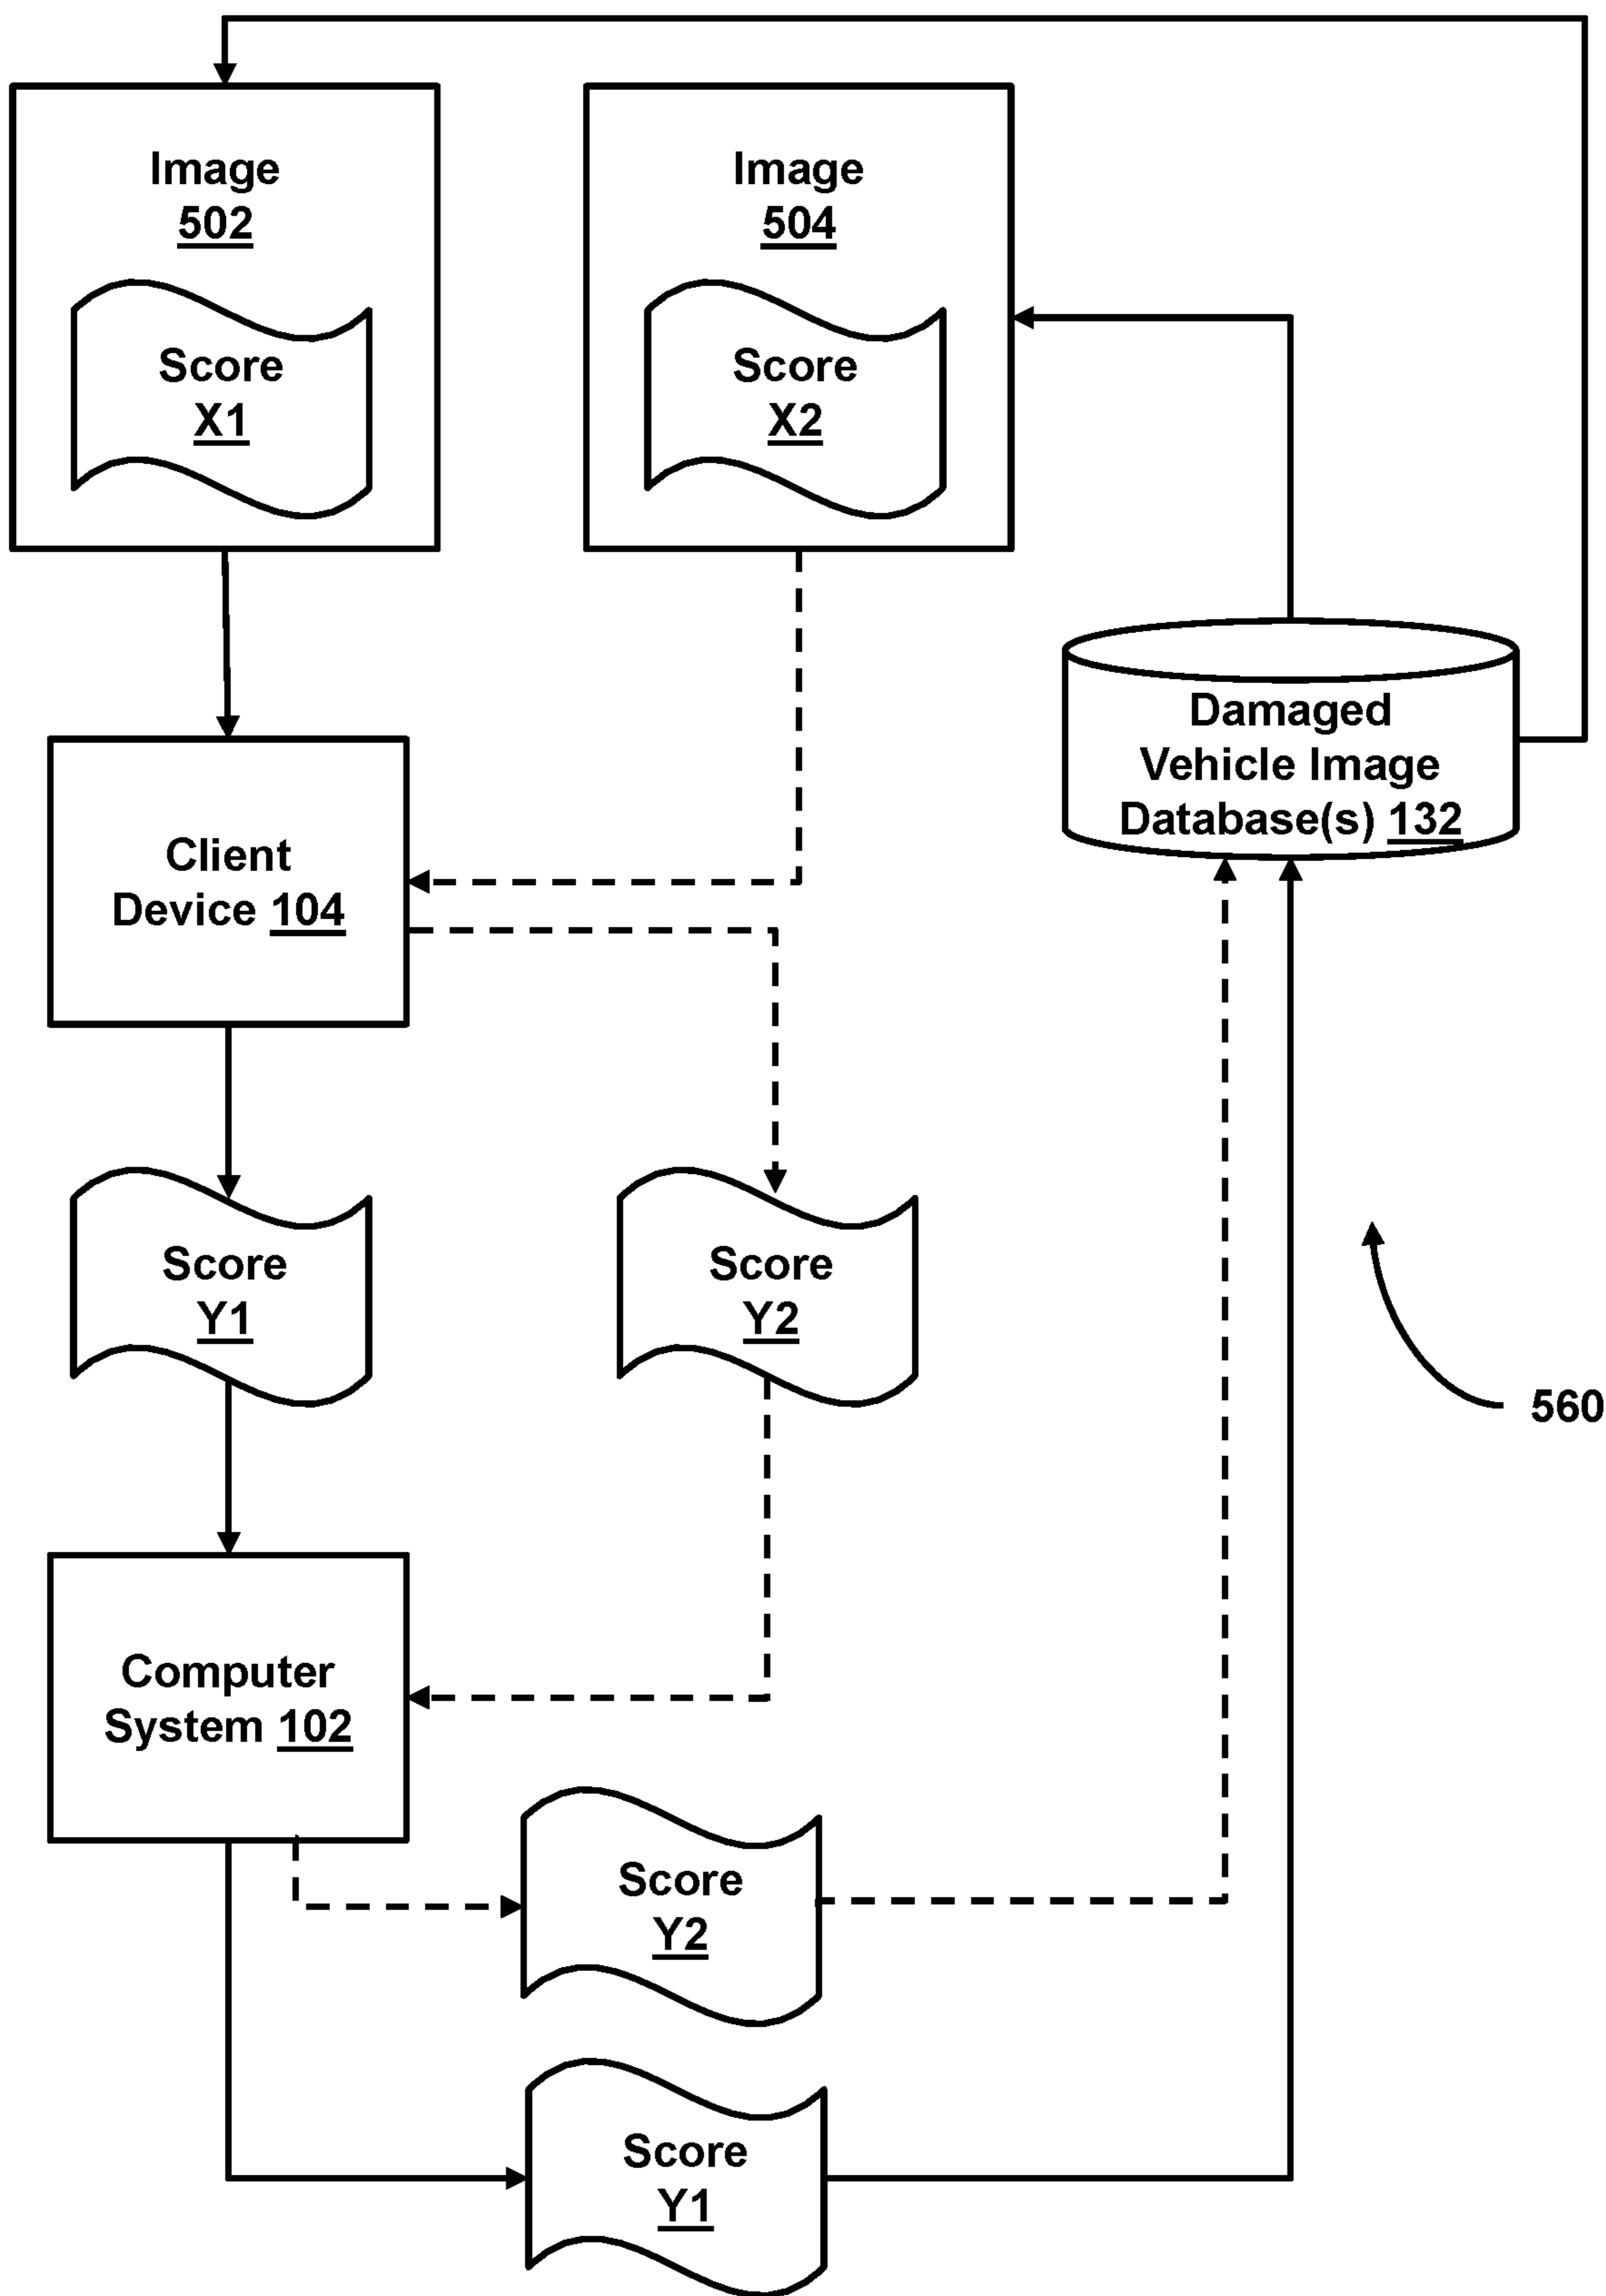 Image
502
Score
X1
Image
504
Score
X2
Damaged
Vehicle Image
Database(s) 132
Client
Device 104
Score
Y1
Score
Y2
560
Computer
System 102
Score
Y2
Score
Y1